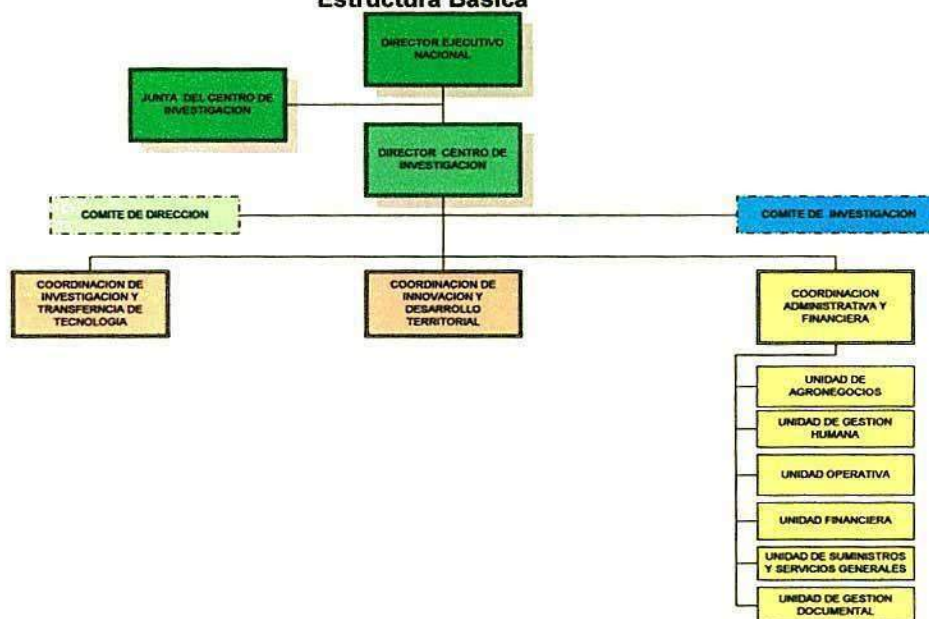 Estructura Básica
DIRECTOR EJECUTIVO
NACIONAL
JUNTA DEL CENTRO DE
INVESTIGACION
DIRECTOR CENTRO DE
INVESTIGACION
COMITE DE DIRECCION
COMITE DE INVESTIGACION
COORDINACION DE
INVESTIGACION Y
TRANSFERNCIA DE
TECNOLOGIA
COORDINACION DE
INNOVACION Y
DESARROLLO
TERRITORIAL
COORDINACION
ADMINISTRATIVA Y
FINANCIERA
UNIDAD DE
AGRONEGOCIOS
UNIDAD DE GESTION
HUMANA
UNIDAD OPERATIVA
UNIDAD FINANCIERA
UNIDAD DE SUMINISTROS
Y SERVICIOS GENERALES
UNIDAD DE GESTION
DOCUMENTAL